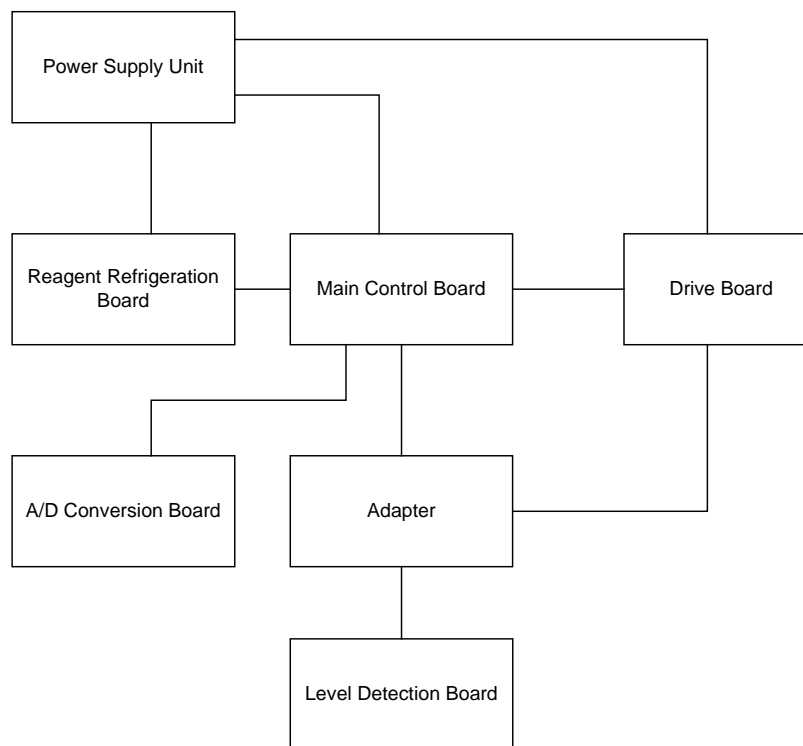 Power Supply Unit
Reagent Refrigeration
Board
Main Control Board
Drive Board
A/D Conversion Board
Adapter
Level Detection Board